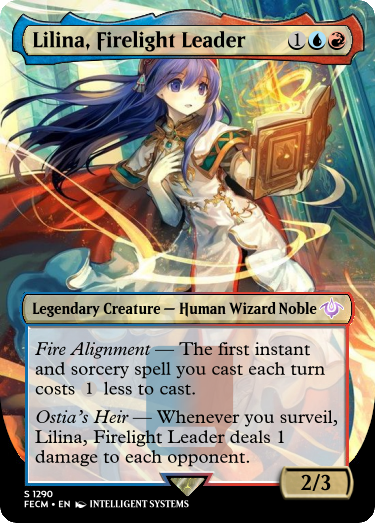 Lilina, Firelight Leader 1
Legendary Creature — Human Wizard Noble
Fire Alignment — The first instant
and sorcery spell you cast each turn
costs 1 less to cast.
Ostia's Heir — Whenever you surveil,
Lilina, Firelight Leader deals 1
damage to each opponent.
2/3
S 1290
FECM • EN INTELLIGENT SYSTEMS